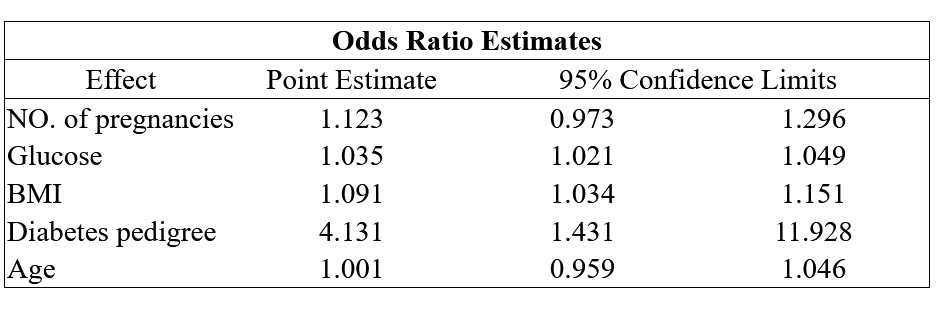 Odds Ratio Estimates
Effect Point Estimate 95% Confidence Limits
NO. of pregnancies 1.123 0.973 1.296
Glucose 1.035 1.021 1.049
BMI 1.091 1.034 1.151
Diabetes pedigree 4.131 1.431 11.928
Age 1.001 0.959 1.046